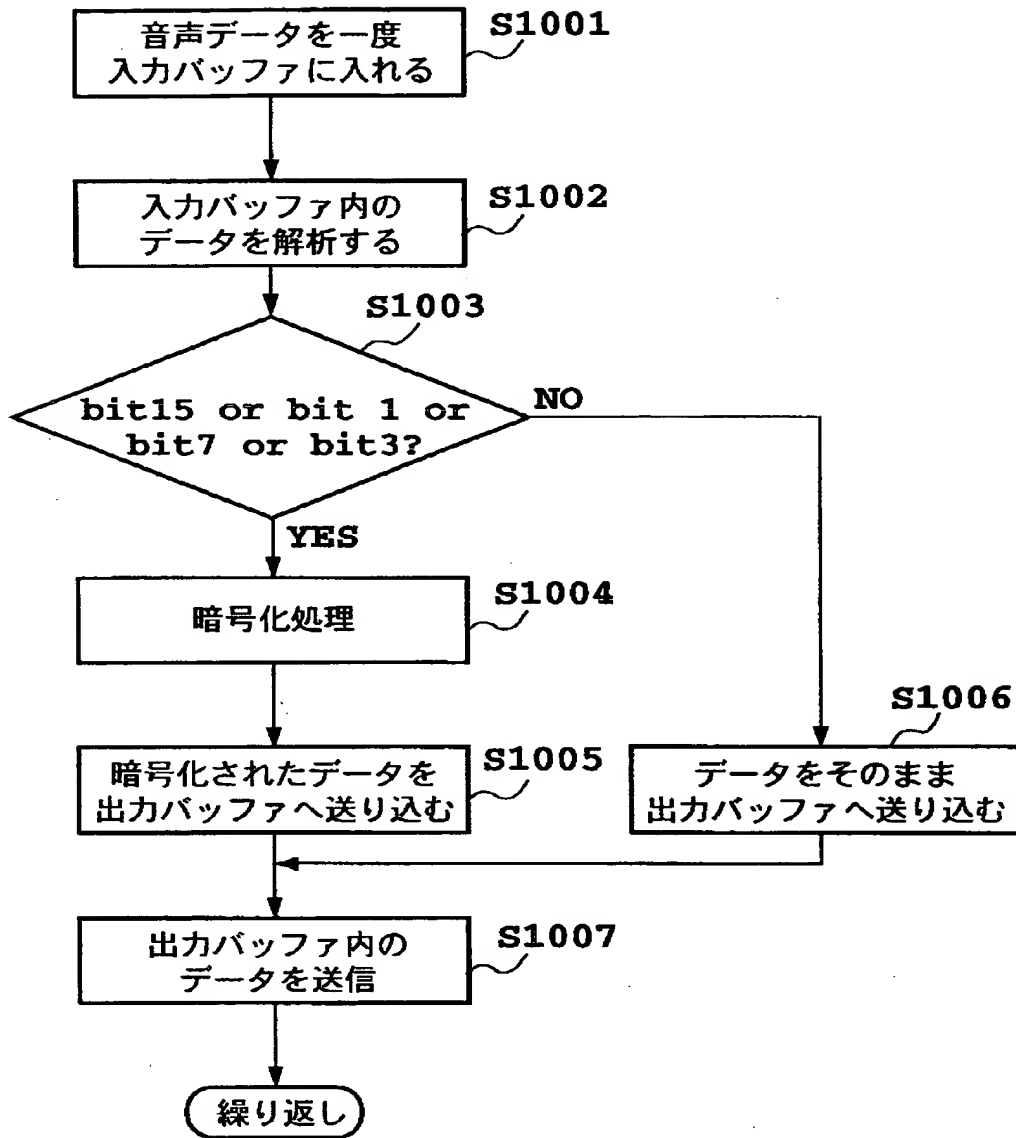 音声データを一度
入力バッファに入れる
S1001
入力バッファ内の
データを解析する
S1002
S1003
bit15 or bit 1 or
bit7 or bit3?
NO
YES
暗号化処理
S1004
暗号化されたデータを
出力バッファへ送り込む
S1005
S1006
データをそのまま
出力バッファへ送り込む
出力バッファ内の
データを送信
S1007
繰り返し